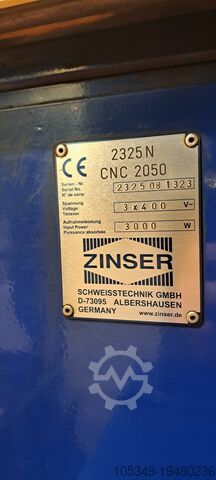 CE
2325N
CNC 2050
Serien - Nr.
Serial No.
N° de série
2325 08 1323
Spannung
Voltage
Tension
3 x 400 V~
Aufnahmeleistung
Input Power
Puissance absorbée
3000 W
ZINSER
SCHWEISSTECHNIK GMBH
D-73095 ALBERSHAUSEN
GERMANY www.zinser.de
105349-19480236